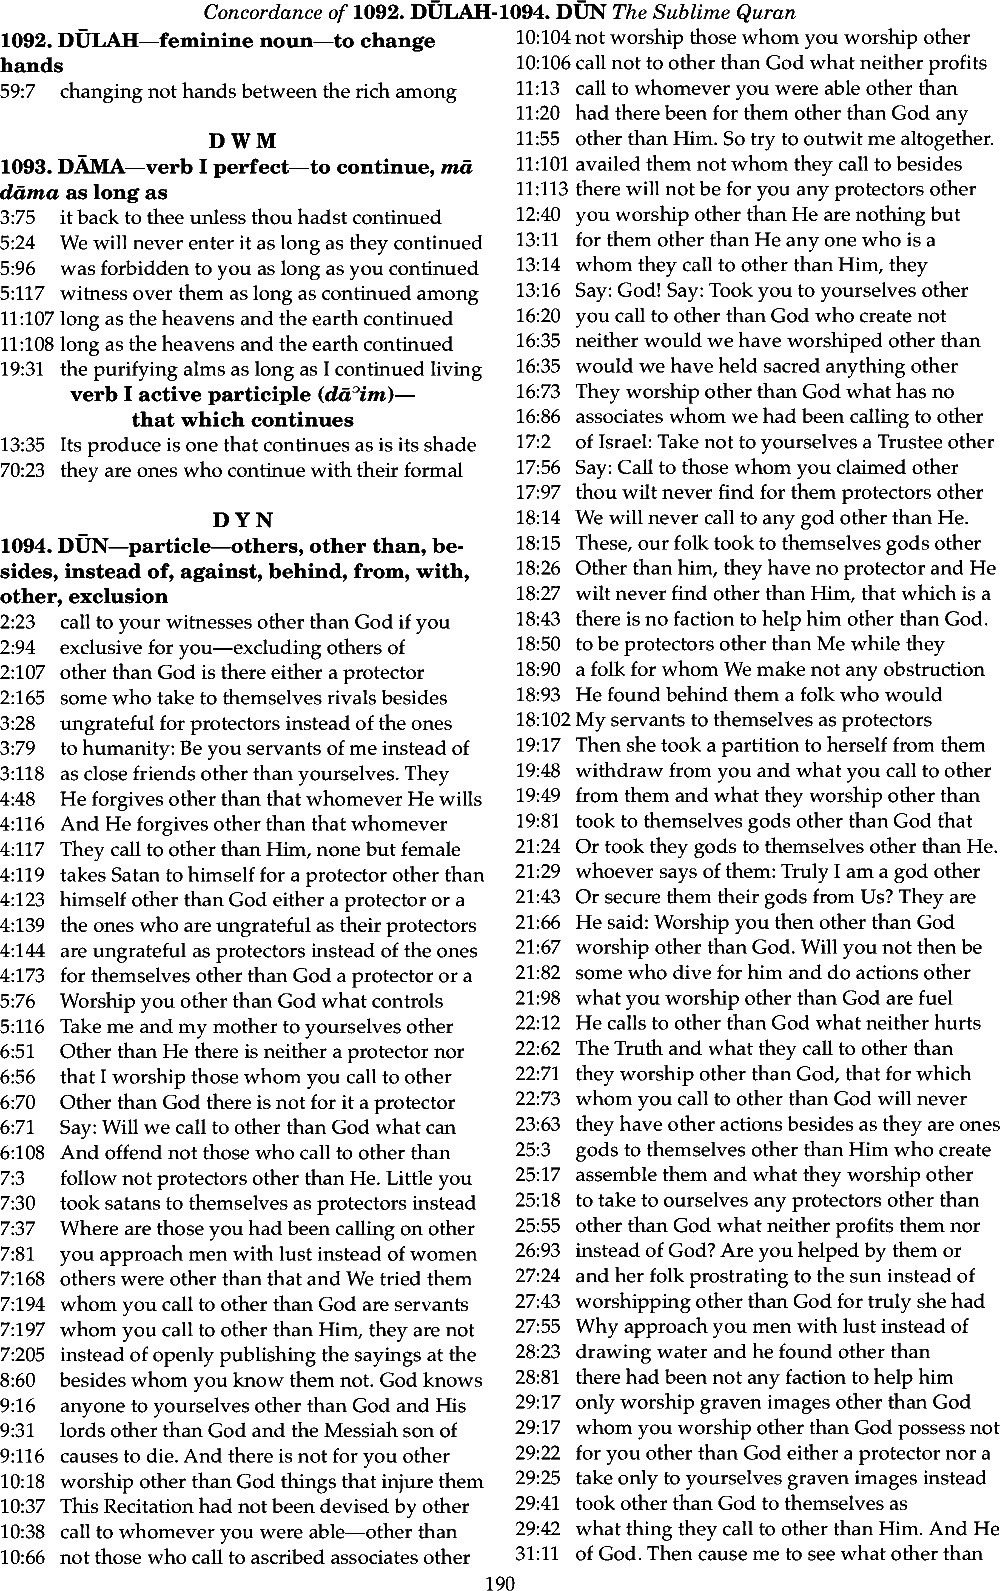 Concordance of 1092. DŪLAH-1094. DŪN The Sublime Quran
1092. DŪLAH—feminine noun—to change
hands
59:7 changing not hands between the rich among
D W M
1093. DĀMA—verb I perfect—to continue, mā
dāma as long as
3:75 it back to thee unless thou hadst continued
5:24 We will never enter it as long as they continued
5:96 was forbidden to you as long as you continued
5:117 witness over them as long as continued among
11:107 long as the heavens and the earth continued
11:108 long as the heavens and the earth continued
19:31 the purifying alms as long as I continued living
verb I active participle (dāʾim)—
that which continues
13:35 Its produce is one that continues as is its shade
70:23 they are ones who continue with their formal
D Y N
1094. DŪN—particle—others, other than, be-
sides, instead of, against, behind, from, with,
other, exclusion
2:23 call to your witnesses other than God if you
2:94 exclusive for you—excluding others of
2:107 other than God is there either a protector
2:165 some who take to themselves rivals besides
3:28 ungrateful for protectors instead of the ones
3:79 to humanity: Be you servants of me instead of
3:118 as close friends other than yourselves. They
4:48 He forgives other than that whomever He wills
4:116 And He forgives other than that whomever
4:117 They call to other than Him, none but female
4:119 takes Satan to himself for a protector other than
4:123 himself other than God either a protector or a
4:139 the ones who are ungrateful as their protectors
4:144 are ungrateful as protectors instead of the ones
4:173 for themselves other than God a protector or a
5:76 Worship you other than God what controls
5:116 Take me and my mother to yourselves other
6:51 Other than He there is neither a protector nor
6:56 that I worship those whom you call to other
6:70 Other than God there is not for it a protector
6:71 Say: Will we call to other than God what can
6:108 And offend not those who call to other than
7:3 follow not protectors other than He. Little you
7:30 took satans to themselves as protectors instead
7:37 Where are those you had been calling on other
7:81 you approach men with lust instead of women
7:168 others were other than that and We tried them
7:194 whom you call to other than God are servants
7:197 whom you call to other than Him, they are not
7:205 instead of openly publishing the sayings at the
8:60 besides whom you know them not. God knows
9:16 anyone to yourselves other than God and His
9:31 lords other than God and the Messiah son of
9:116 causes to die. And there is not for you other
10:18 worship other than God things that injure them
10:37 This Recitation had not been devised by other
10:38 call to whomever you were able—other than
10:66 not those who call to ascribed associates other
10:104 not worship those whom you worship other
10:106 call not to other than God what neither profits
11:13 call to whomever you were able other than
11:20 had there been for them other than God any
11:55 other than Him. So try to outwit me altogether.
11:101 availed them not whom they call to besides
11:113 there will not be for you any protectors other
12:40 you worship other than He are nothing but
13:11 for them other than He any one who is a
13:14 whom they call to other than Him, they
13:16 Say: God! Say: Took you to yourselves other
16:20 you call to other than God who create not
16:35 neither would we have worshiped other than
16:35 would we have held sacred anything other
16:73 They worship other than God what has no
16:86 associates whom we had been calling to other
17:2 of Israel: Take not to yourselves a Trustee other
17:56 Say: Call to those whom you claimed other
17:97 thou wilt never find for them protectors other
18:14 We will never call to any god other than He.
18:15 These, our folk took to themselves gods other
18:26 Other than him, they have no protector and He
18:27 wilt never find other than Him, that which is a
18:43 there is no faction to help him other than God.
18:50 to be protectors other than Me while they
18:90 a folk for whom We make not any obstruction
18:93 He found behind them a folk who would
18:102 My servants to themselves as protectors
19:17 Then she took a partition to herself from them
19:48 withdraw from you and what you call to other
19:49 from them and what they worship other than
19:81 took to themselves gods other than God that
21:24 Or took they gods to themselves other than He.
21:29 whoever says of them: Truly I am a god other
21:43 Or secure them their gods from Us? They are
21:66 He said: Worship you then other than God
21:67 worship other than God. Will you not then be
21:82 some who dive for him and do actions other
21:98 what you worship other than God are fuel
22:12 He calls to other than God what neither hurts
22:62 The Truth and what they call to other than
22:71 they worship other than God, that for which
22:73 whom you call to other than God will never
23:63 they have other actions besides as they are ones
25:3 gods to themselves other than Him who create
25:17 assemble them and what they worship other
25:18 to take to ourselves any protectors other than
25:55 other than God what neither profits them nor
26:93 instead of God? Are you helped by them or
27:24 and her folk prostrating to the sun instead of
27:43 worshipping other than God for truly she had
27:55 Why approach you men with lust instead of
28:23 drawing water and he found other than
28:81 there had been not any faction to help him
29:17 only worship graven images other than God
29:17 whom you worship other than God possess not
29:22 for you other than God either a protector nor a
29:25 take only to yourselves graven images instead
29:41 took other than God to themselves as
29:42 what thing they call to other than Him. And He
31:11 of God. Then cause me to see what other than
190